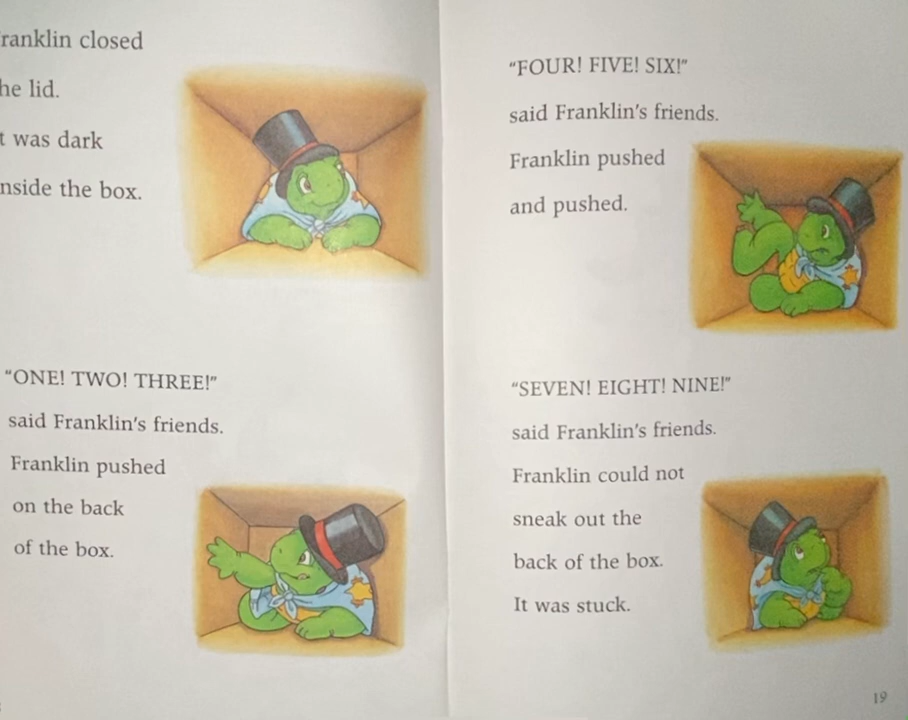 ranklin closed
he lid.
t was dark
nside the box.
"ONE! TWO! THREE!"
said Franklin's friends.
Franklin pushed
on the back
of the box.
"FOUR! FIVE! SIX!"
said Franklin's friends.
Franklin pushed
and pushed.
"SEVEN! EIGHT! NINE!"
said Franklin's friends.
Franklin could not
sneak out the
back of the box.
It was stuck.
19